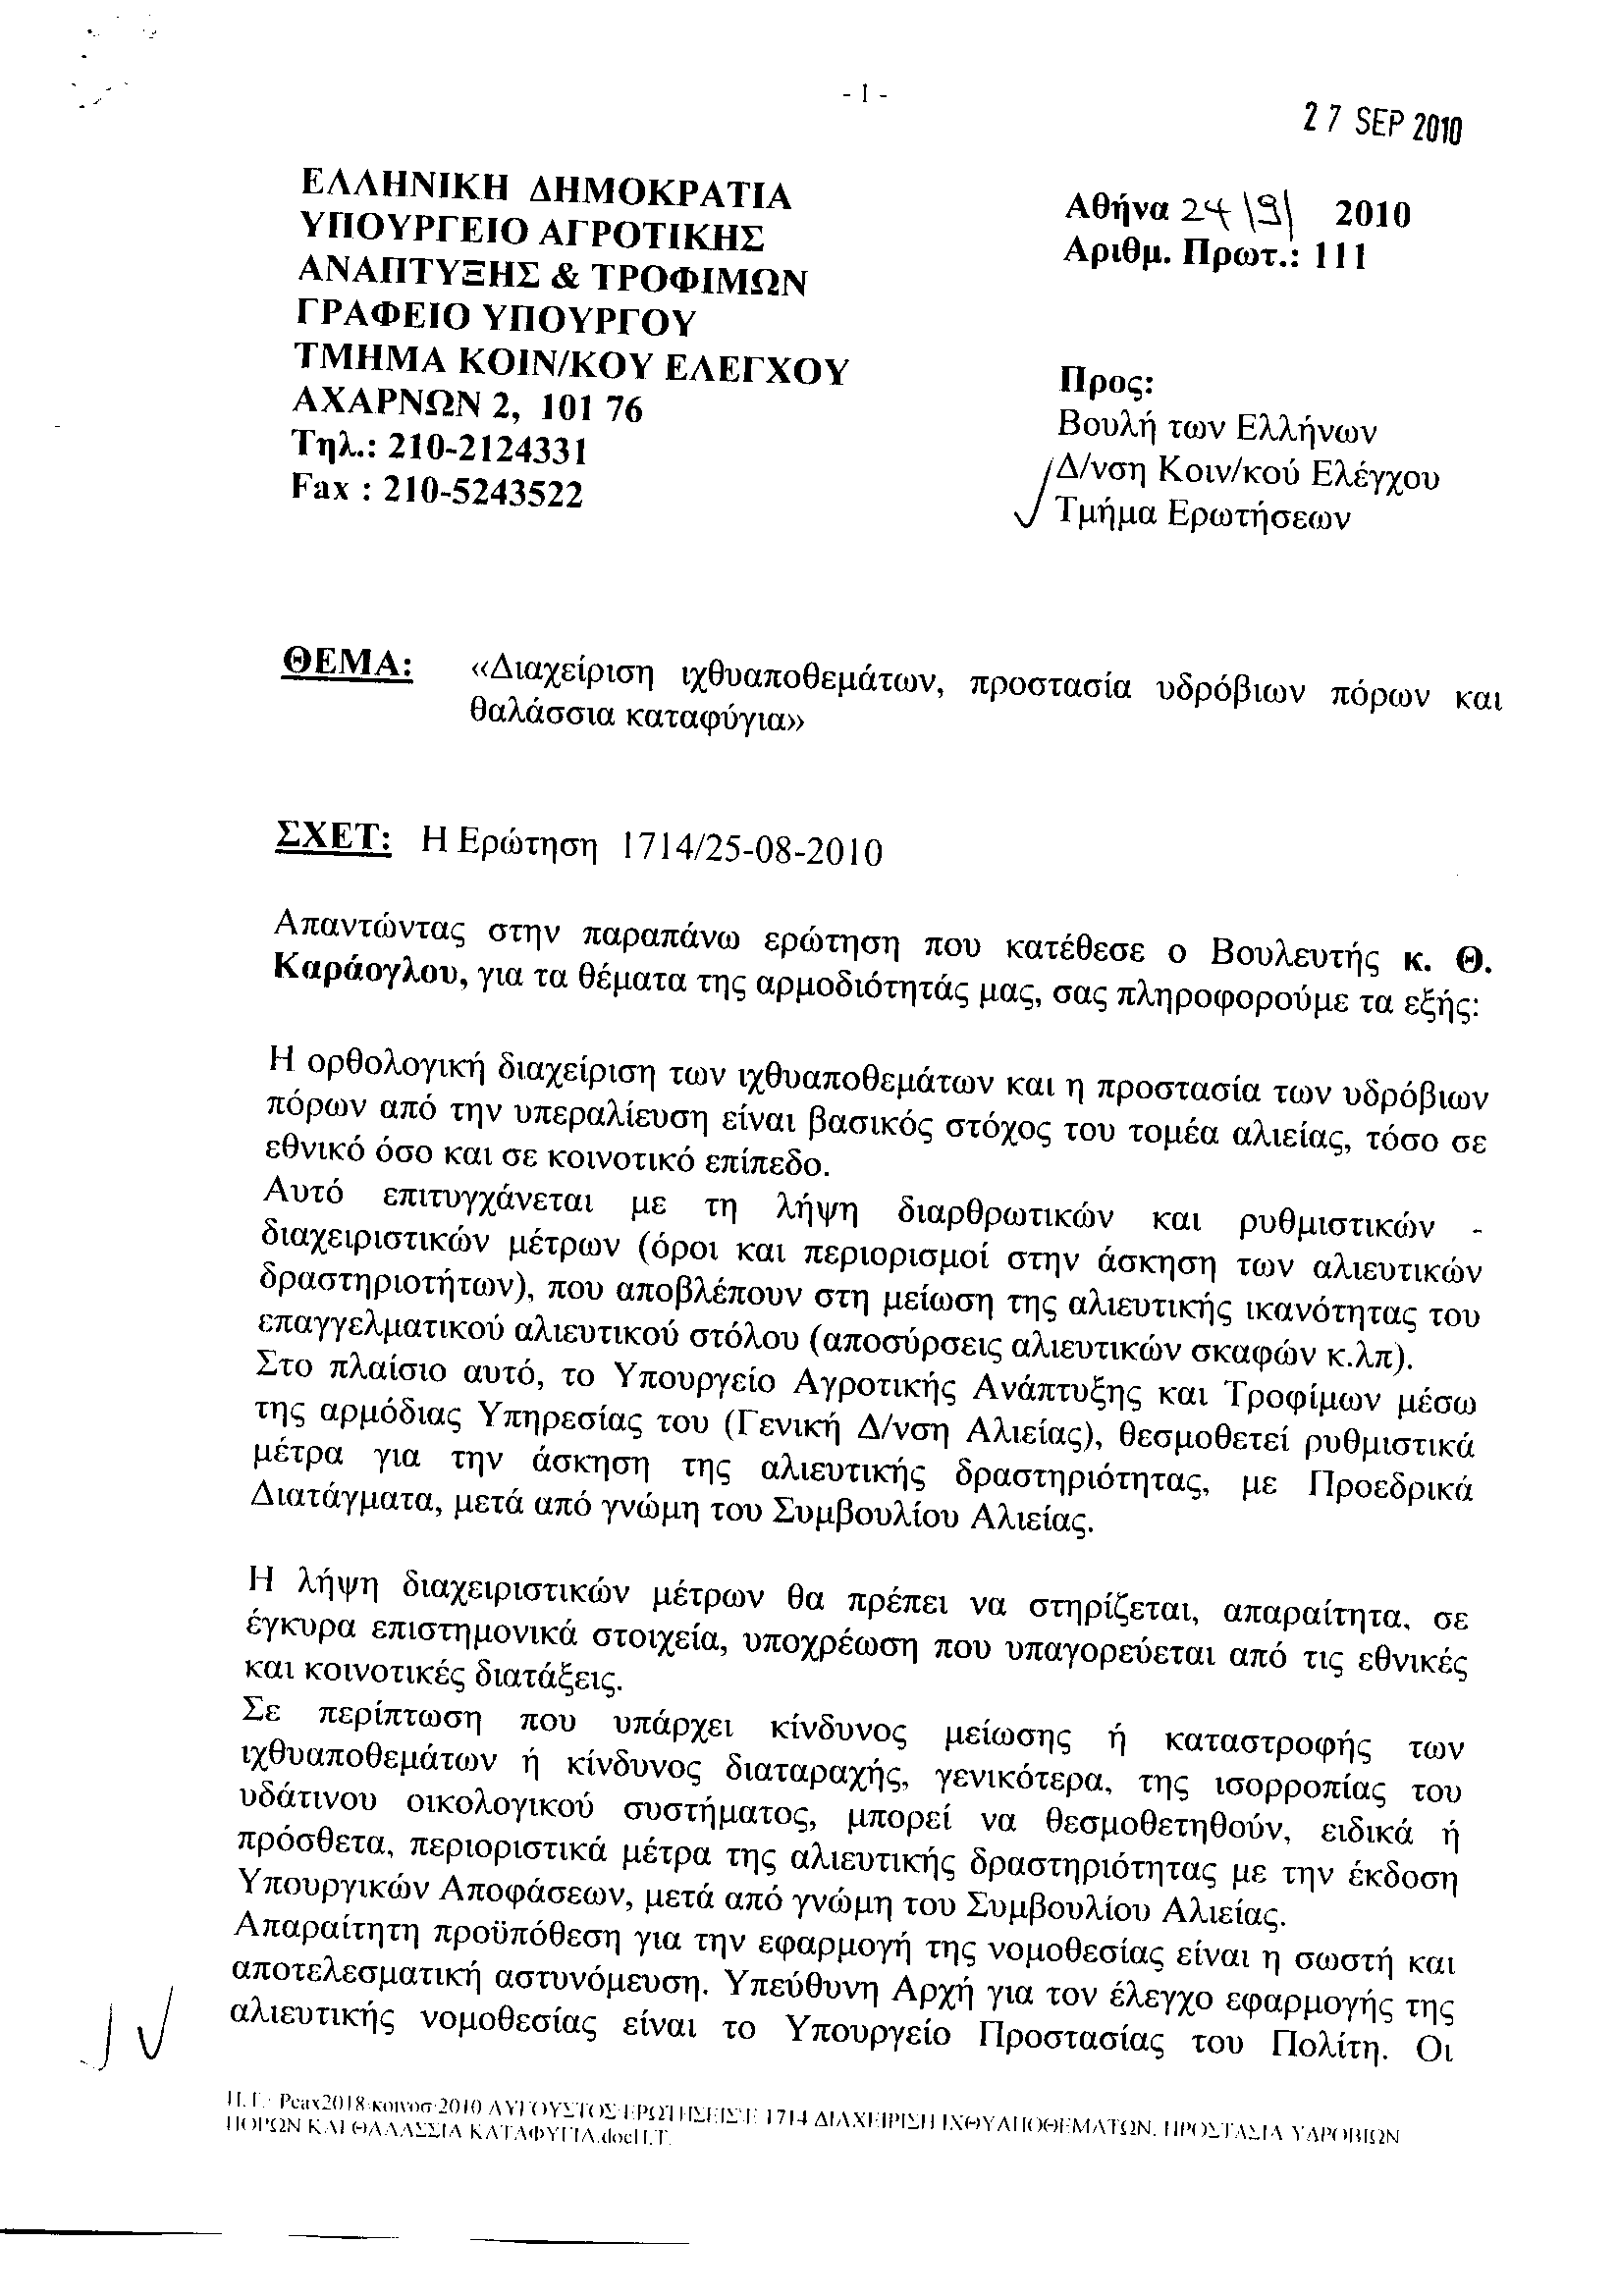 - 1 -
27 SEP 2010
ΕΛΛΗΝΙΚΗ ΔΗΜΟΚΡΑΤΙΑ
ΥΠΟΥΡΓΕΙΟ ΑΓΡΟΤΙΚΗΣ
ΑΝΑΠΤΥΞΗΣ & ΤΡΟΦΙΜΩΝ
ΓΡΑΦΕΙΟ ΥΠΟΥΡΓΟΥ
ΤΜΗΜΑ ΚΟΙΝ/ΚΟΥ ΕΛΕΓΧΟΥ
ΑΧΑΡΝΩΝ 2, 101 76
Τηλ.: 210-2124331
Fax : 210-5243522
Αθήνα 24 \9\ 2010
Αριθμ. Πρωτ.: 111
Προς:
Βουλή των Ελλήνων
Δ/νση Κοιν/κού Ελέγχου
Τμήμα Ερωτήσεων
ΘΕΜΑ: «Διαχείριση ιχθυαποθεμάτων, προστασία υδρόβιων πόρων και
θαλάσσια καταφύγια»
ΣΧΕΤ: Η Ερώτηση 1714/25-08-2010
Απαντώντας στην παραπάνω ερώτηση που κατέθεσε ο Βουλευτής κ. Θ.
Καράογλου, για τα θέματα της αρμοδιότητάς μας, σας πληροφορούμε τα εξής:
Η ορθολογική διαχείριση των ιχθυαποθεμάτων και η προστασία των υδρόβιων
πόρων από την υπεραλίευση είναι βασικός στόχος του τομέα αλιείας, τόσο σε
εθνικό όσο και σε κοινοτικό επίπεδο.
Αυτό επιτυγχάνεται με τη λήψη διαρθρωτικών και ρυθμιστικών -
διαχειριστικών μέτρων (όροι και περιορισμοί στην άσκηση των αλιευτικών
δραστηριοτήτων), που αποβλέπουν στη μείωση της αλιευτικής ικανότητας του
επαγγελματικού αλιευτικού στόλου (αποσύρσεις αλιευτικών σκαφών κ.λπ).
Στο πλαίσιο αυτό, το Υπουργείο Αγροτικής Ανάπτυξης και Τροφίμων μέσω
της αρμόδιας Υπηρεσίας του (Γενική Δ/νση Αλιείας), θεσμοθετεί ρυθμιστικά
μέτρα για την άσκηση της αλιευτικής δραστηριότητας, με Προεδρικά
Διατάγματα, μετά από γνώμη του Συμβουλίου Αλιείας.
Η λήψη διαχειριστικών μέτρων θα πρέπει να στηρίζεται, απαραίτητα, σε
έγκυρα επιστημονικά στοιχεία, υποχρέωση που υπαγορεύεται από τις εθνικές
και κοινοτικές διατάξεις.
Σε περίπτωση που υπάρχει κίνδυνος μείωσης ή καταστροφής των
ιχθυαποθεμάτων ή κίνδυνος διαταραχής, γενικότερα, της ισορροπίας του
υδάτινου οικολογικού συστήματος, μπορεί να θεσμοθετηθούν, ειδικά ή
πρόσθετα, περιοριστικά μέτρα της αλιευτικής δραστηριότητας με την έκδοση
Υπουργικών Αποφάσεων, μετά από γνώμη του Συμβουλίου Αλιείας.
Απαραίτητη προϋπόθεση για την εφαρμογή της νομοθεσίας είναι η σωστή και
αποτελεσματική αστυνόμευση. Υπεύθυνη Αρχή για τον έλεγχο εφαρμογής της
αλιευτικής νομοθεσίας είναι το Υπουργείο Προστασίας του Πολίτη. Οι
1714 ΔΙΑΧΕΙΡΙΣΗ ΙΧΘΥΑΠΟΘΕΜΑΤΩΝ. ΠΡΟΣΤΑΣΙΑ ΥΔΡΟΒΙΩΝ
ΠΟΡΩΝ ΚΑΙ ΘΑΛΑΣΣΙΑ ΚΑΤΑΦΥΓΙΑ.docΠ.Τ.